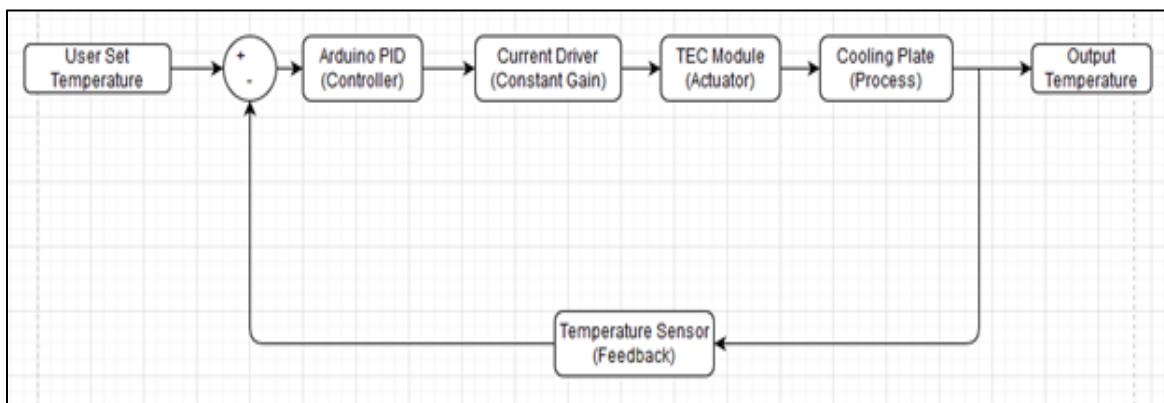 User Set
Temperature
+
-
Arduino PID
(Controller)
Current Driver
(Constant Gain)
TEC Module
(Actuator)
Cooling Plate
(Process)
Output
Temperature
Temperature Sensor
(Feedback)